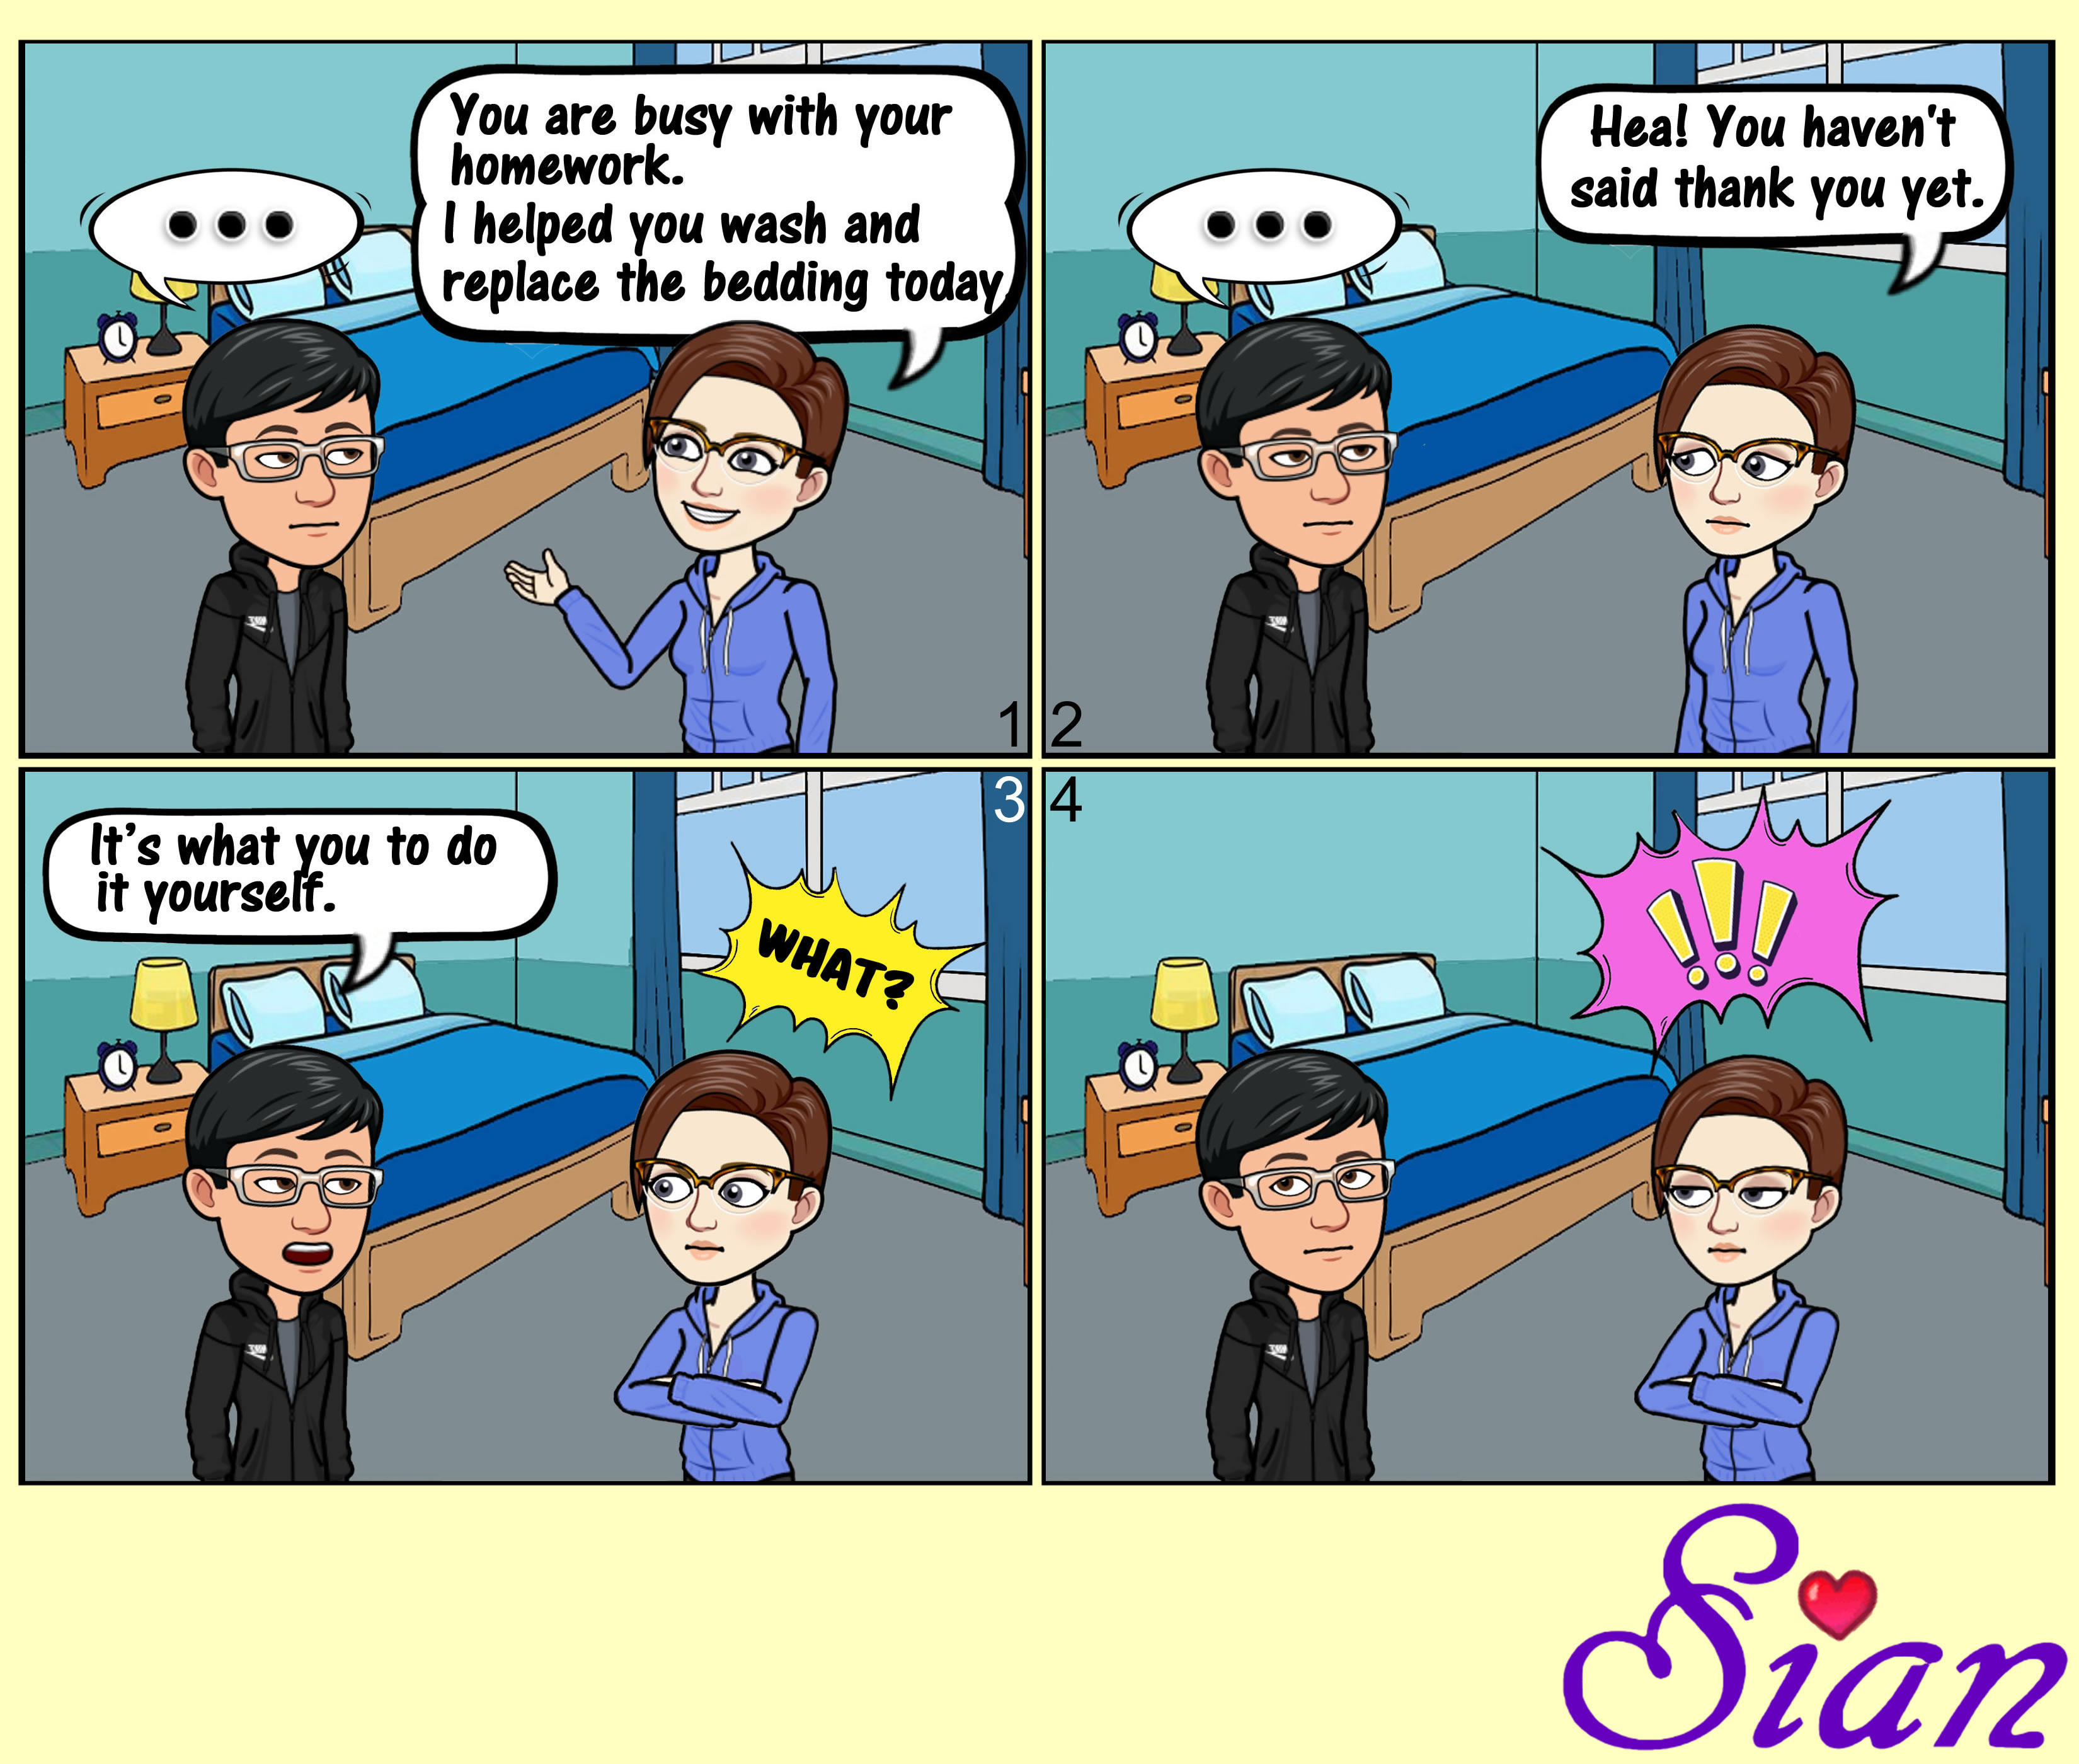 You are busy with your
homework.
I helped you wash and
replace the bedding today.
1
Hea! You haven't
said thank you yet.
2
It's what you to do
it yourself.
WHAT?
3
4
!!!
Sian